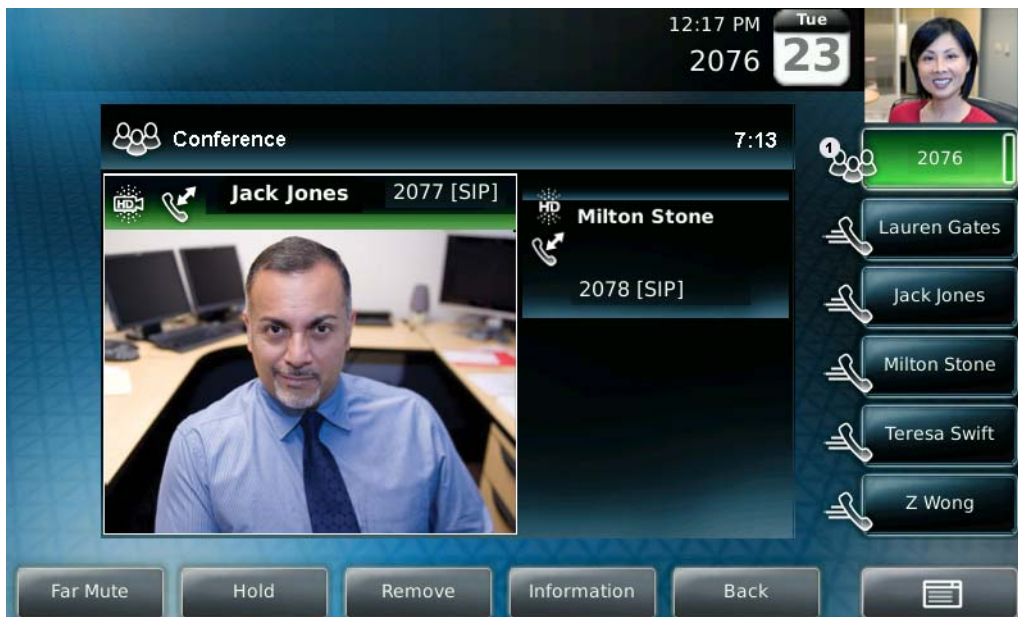 12:17 PM
2076
Tue
23
Conference
7:13
HD
Jack Jones
2077 [SIP]
HD
Milton Stone
2078 [SIP]
1
2076
Lauren Gates
Jack Jones
Milton Stone
Teresa Swift
Z Wong
Far Mute
Hold
Remove
Information
Back